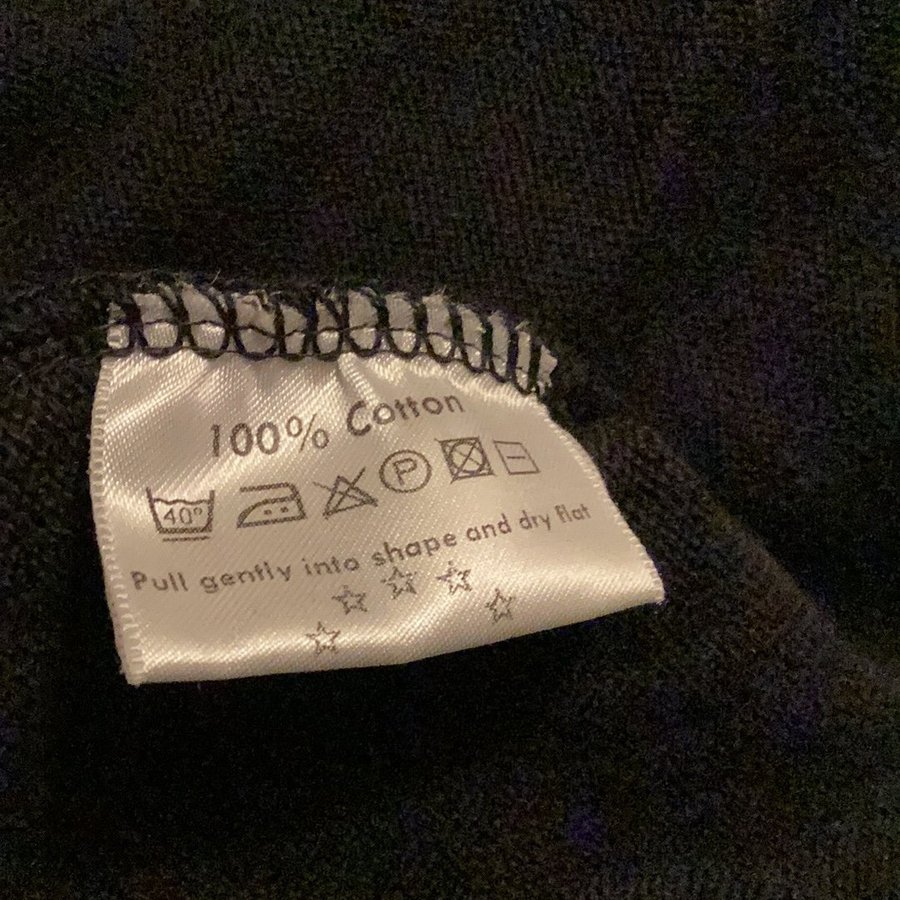 100% Cotton
40° P
Pull gently into shape and dry flat